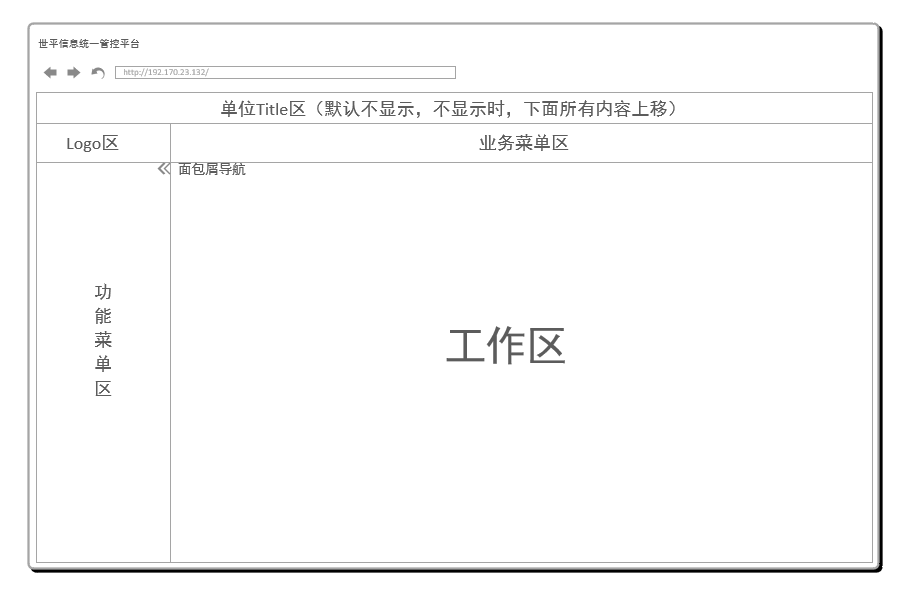 世平信息统一管控平台
http://192.170.23.132/
单位Title区（默认不显示，不显示时，下面所有内容上移）
Logo区
业务菜单区
面包屑导航
功
能
菜
单
区
工作区